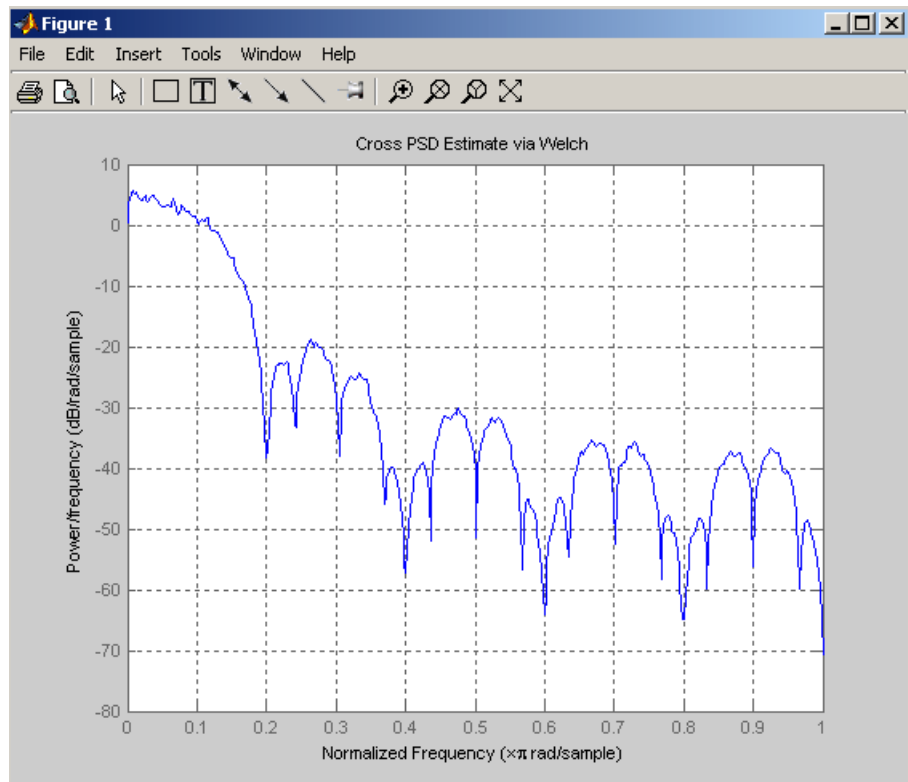 Figure 1
File Edit Insert Tools Window Help
T
Cross PSD Estimate via Welch
10
0
-10
-20
-30
-40
-50
-60
-70
-80
Power/frequency (dB/rad/sample)
0 0.1 0.2 0.3 0.4 0.5 0.6 0.7 0.8 0.9 1
Normalized Frequency (×π rad/sample)